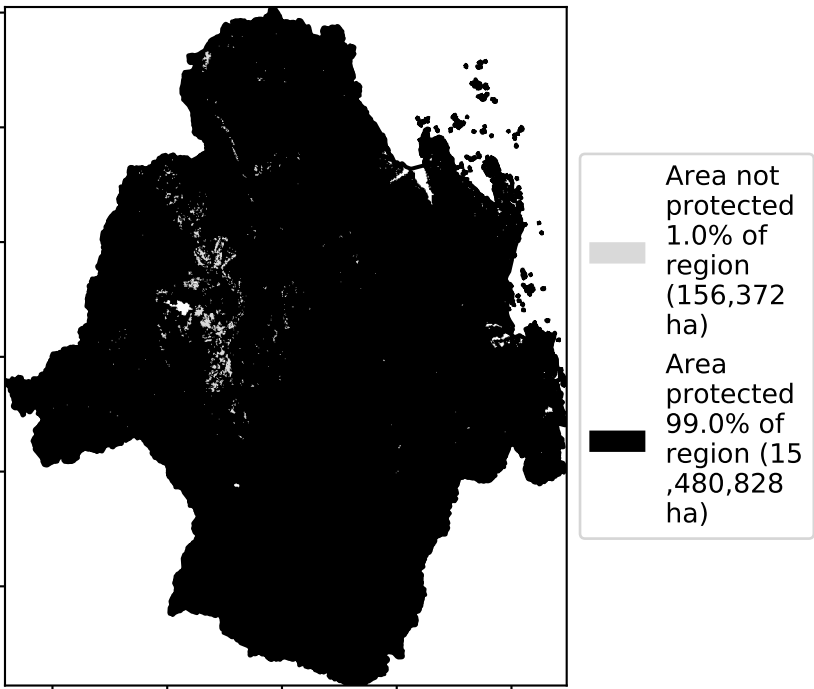 Area not
protected
1.0% of
region
(156,372
ha)
Area
protected
99.0% of
region (15
,480,828
ha)